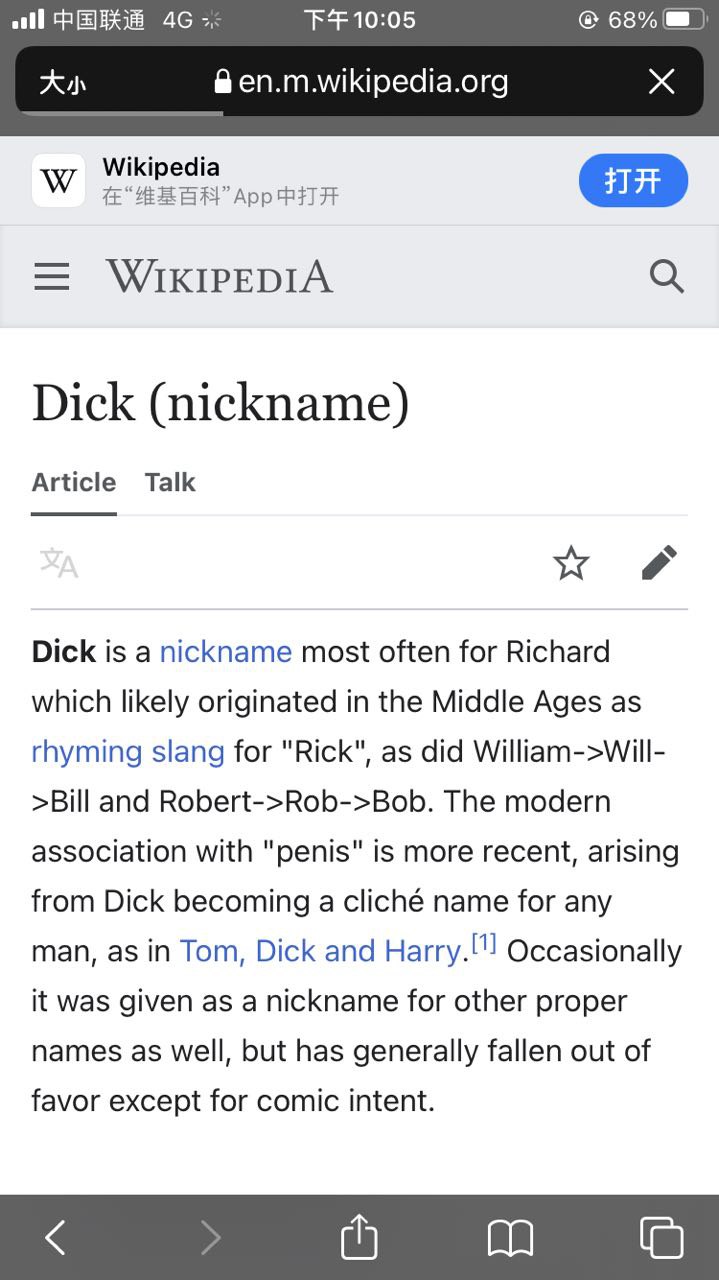 中国联通 4G 下午10:05 68%
大小 en.m.wikipedia.org
W Wikipedia
在“维基百科”App中打开
打开
WIKIPEDIA
Dick (nickname)
Article Talk
文A
Dick is a nickname most often for Richard
which likely originated in the Middle Ages as
rhyming slang for "Rick", as did William->Will-
>Bill and Robert->Rob->Bob. The modern
association with "penis" is more recent, arising
from Dick becoming a cliché name for any
man, as in Tom, Dick and Harry.[1] Occasionally
it was given as a nickname for other proper
names as well, but has generally fallen out of
favor except for comic intent.